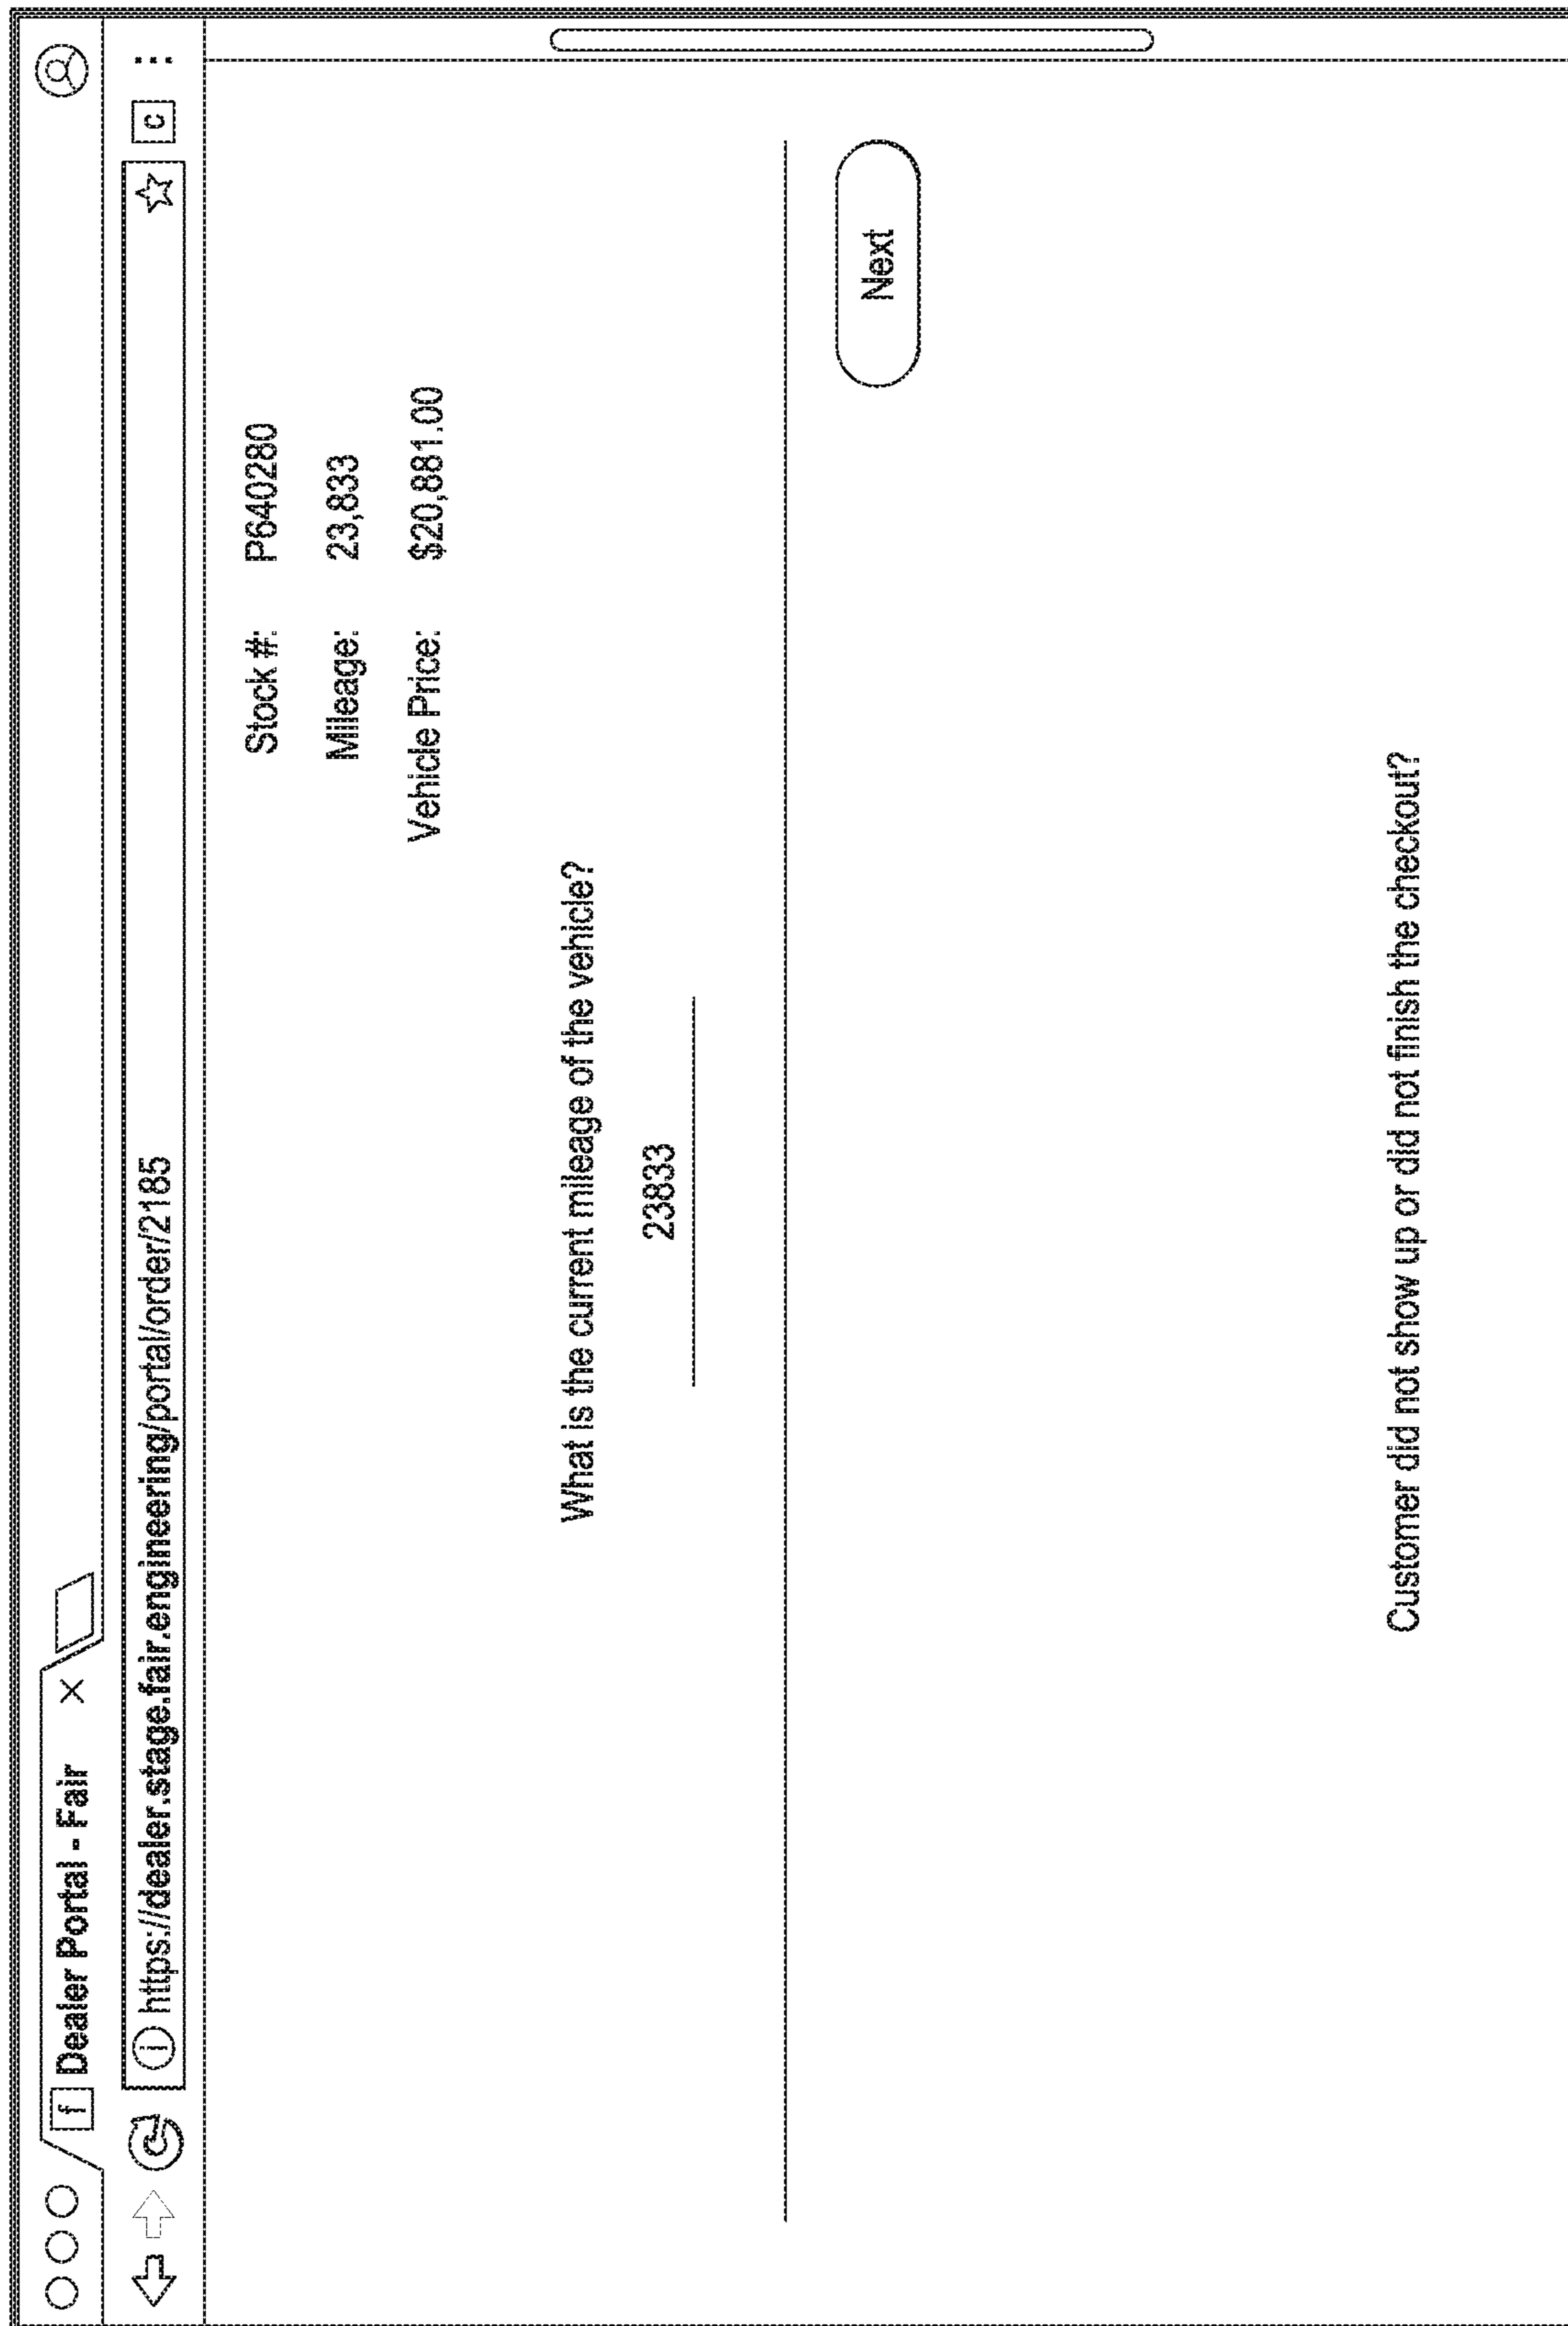 f Dealer Portal - Fair X
i https://dealer.stage.fair.engineering/portal/order/2185 c
Stock #: P640280
Mileage: 23,833
Vehicle Price: $20,881.00
What is the current mileage of the vehicle?
23833
Next
Customer did not show up or did not finish the checkout?